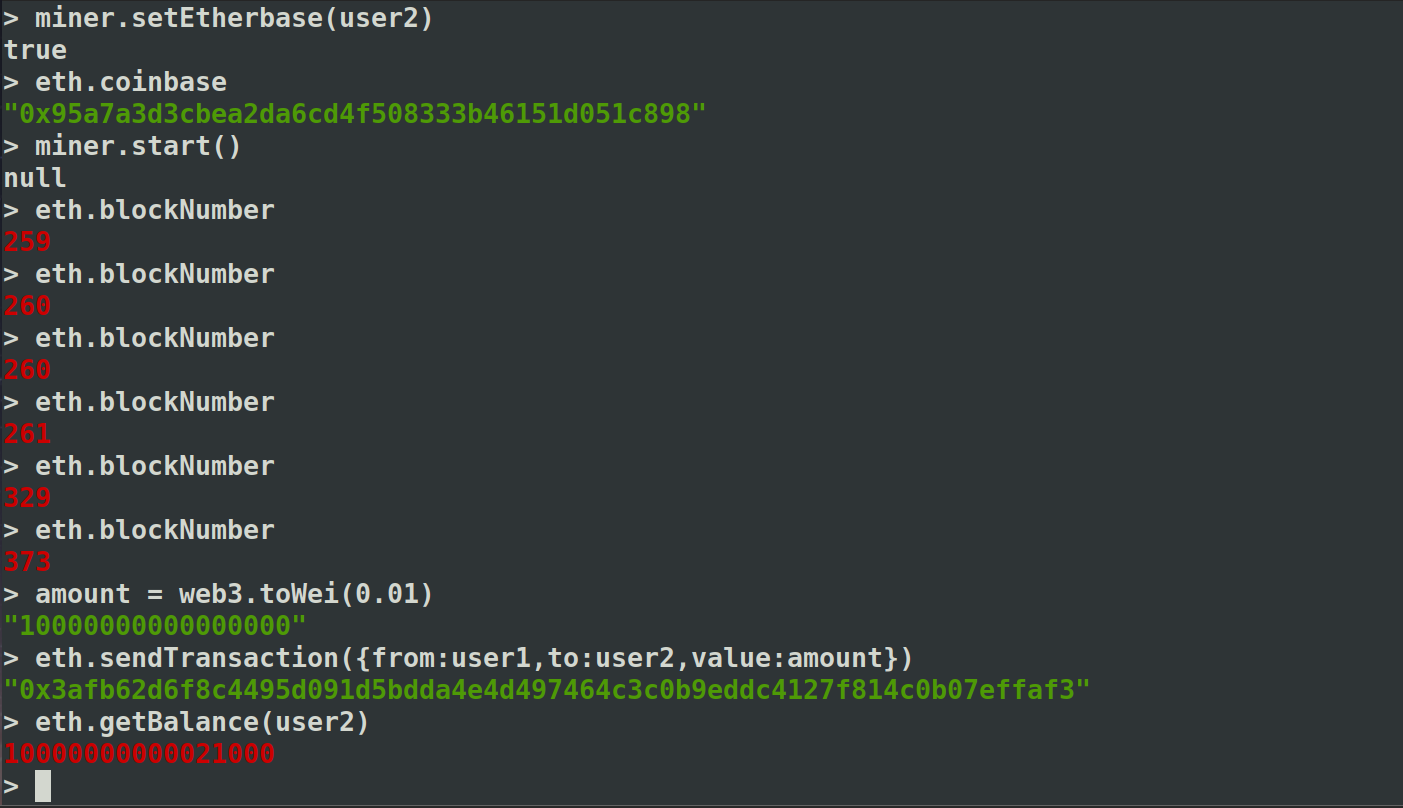 > miner.setEtherbase(user2)
true
> eth.coinbase
"0x95a7a3d3cbea2da6cd4f508333b46151d051c898"
> miner.start()
null
> eth.blockNumber
259
> eth.blockNumber
260
> eth.blockNumber
260
> eth.blockNumber
261
> eth.blockNumber
329
> eth.blockNumber
373
> amount = web3.toWei(0.01)
"10000000000000000"
> eth.sendTransaction({from:user1,to:user2,value:amount})
"0x3afb62d6f8c4495d091d5bdda4e4d497464c3c0b9eddc4127f814c0b07effaf3"
> eth.getBalance(user2)
10000000000021000
>